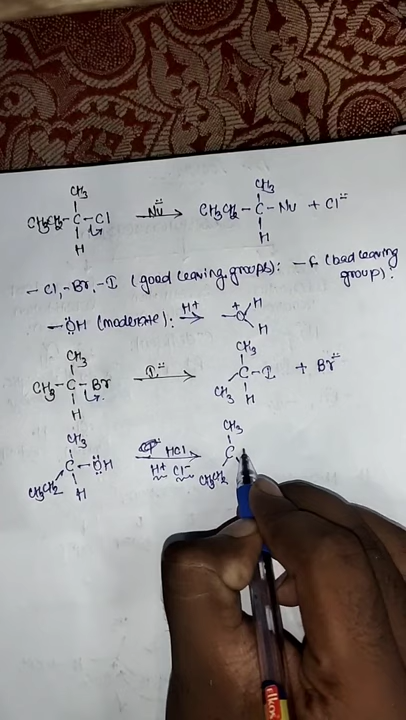 CH3 CH3
CH3CH2 – C – Cl Nu⁻ → CH3CH2 – C – Nu + Cl⁻
H H
– Cl, – Br, – I (good leaving groups): – F (bad leaving group):
– OH (moderate): H+ → – O+ H H
CH3 CH3
CH3 – C – Br I⁻ → C – I + Br⁻
H CH3 H
CH3 CH3
C – OH HCl → C
CH3CH2 H H+ Cl– CH3CH2